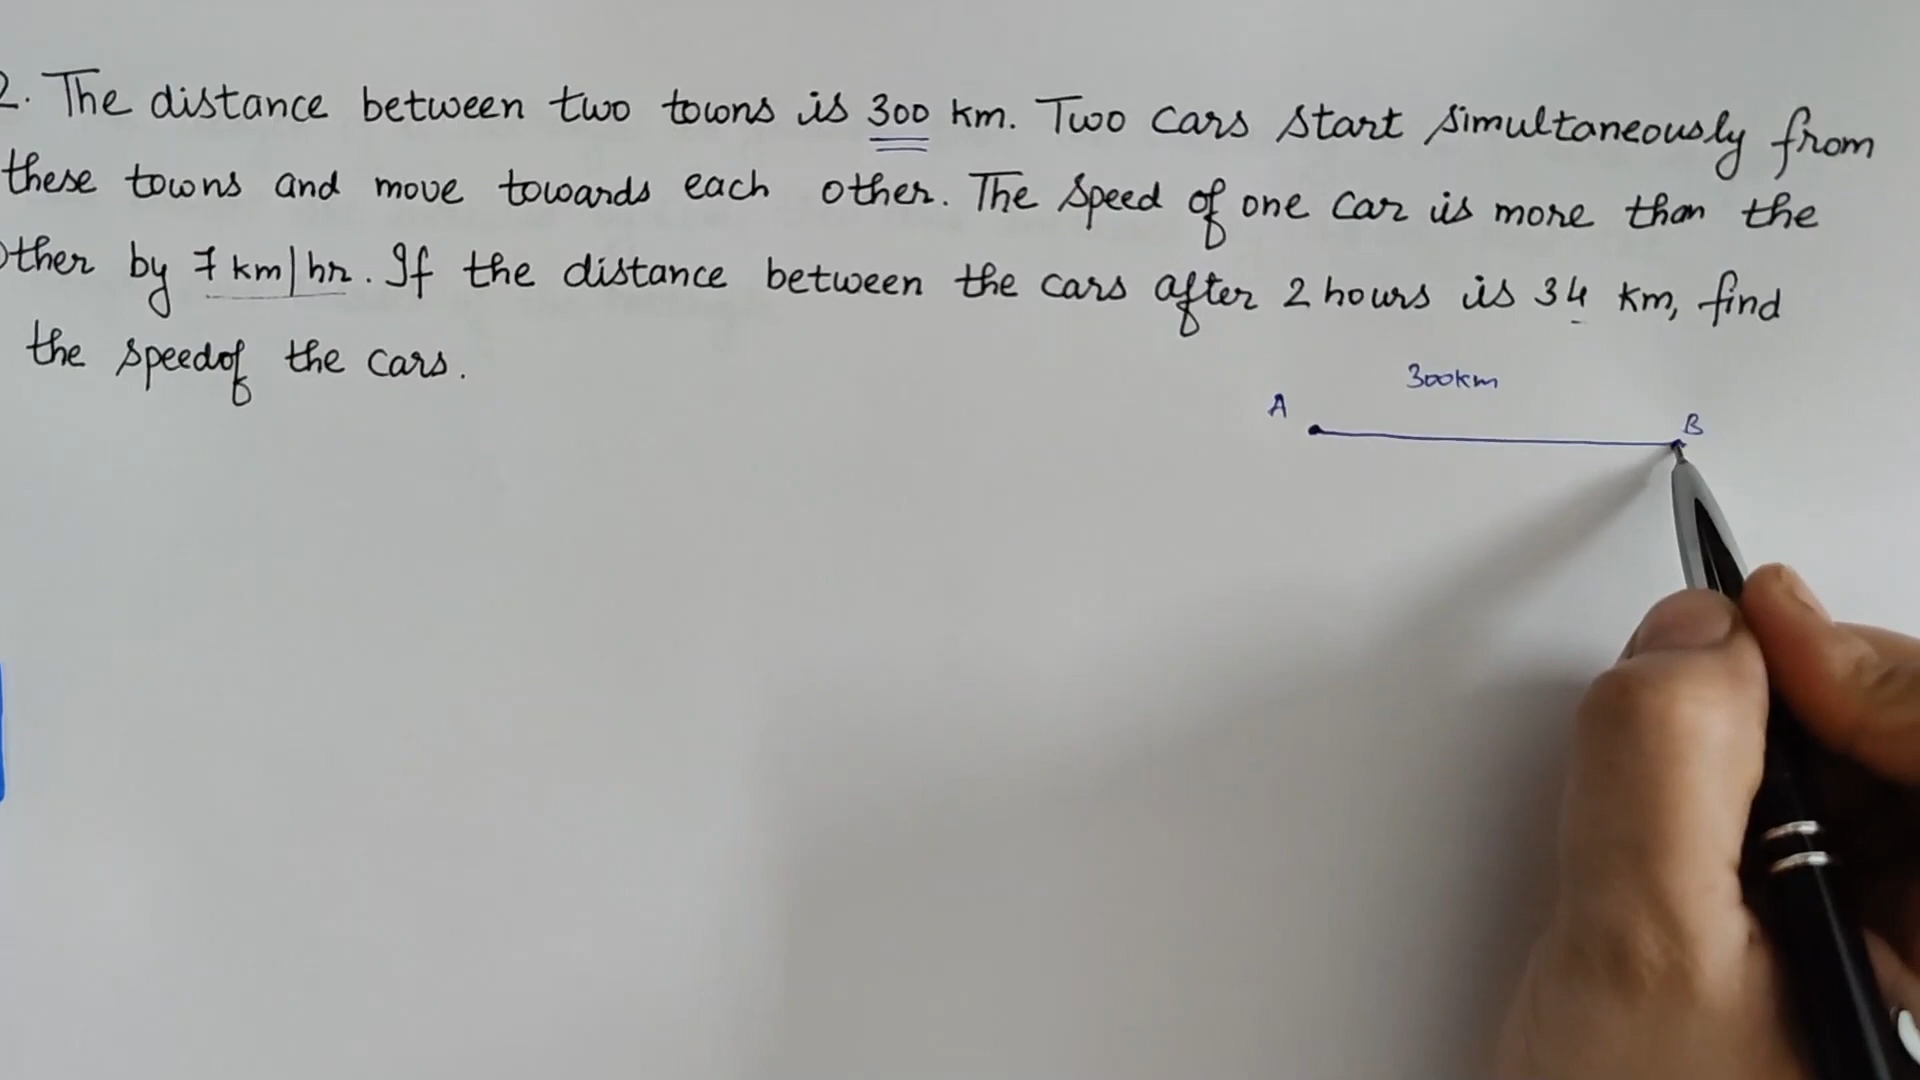 2. The distance between two towns is 300 km. Two cars start simultaneously from
these towns and move towards each other. The speed of one car is more than the
Other by 7 km/hr. If the distance between the cars after 2 hours is 34 km, find
the speed of the cars.
300km
A
B